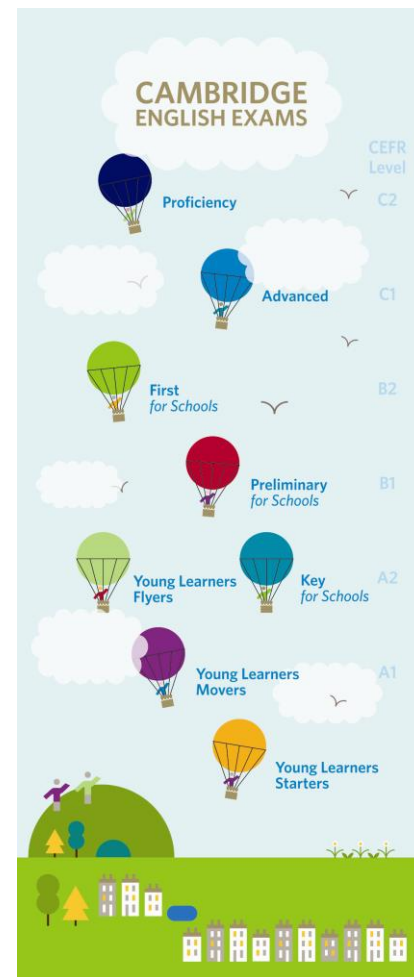 CAMBRIDGE
ENGLISH EXAMS
CEFR
Level
Proficiency
C2
Advanced
C1
First
for Schools
B2
Preliminary
for Schools
B1
Young Learners
Flyers
Key
for Schools
A2
Young Learners
Movers
A1
Young Learners
Starters